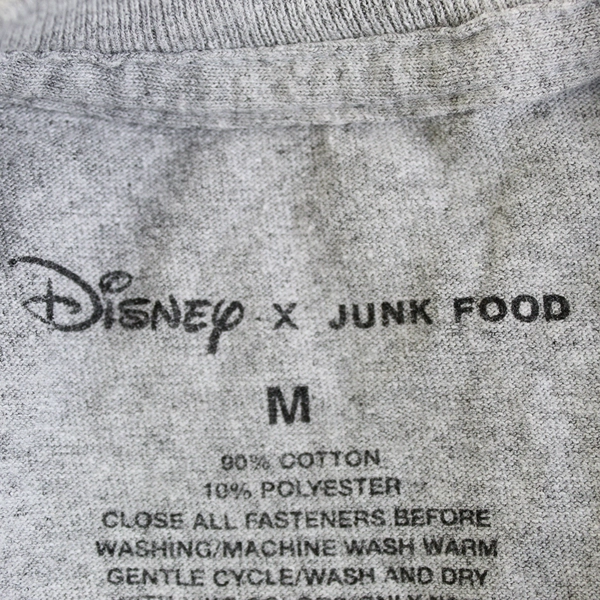 Disney x JUNK FOOD
M
90% COTTON
10% POLYESTER
CLOSE ALL FASTENERS BEFORE
WASHING/MACHINE WASH WARM
GENTLE CYCLE/WASH AND DRY